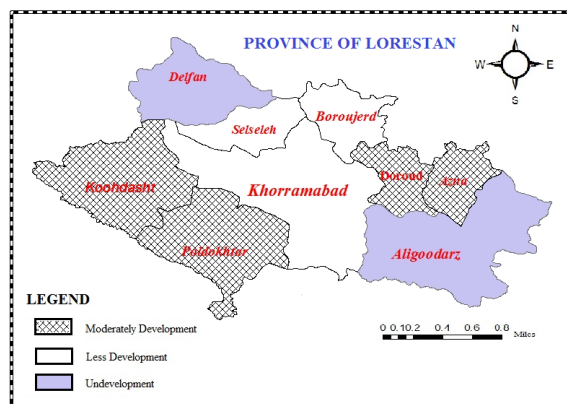 PROVINCE OF LORESTAN
N
W E
S
Delfan
Selseleh
Boroujerd
Koohdasht
Khorramabad
Doroud
Azna
Poldokhtar
Aligoodarz
LEGEND
Moderately Development
Less Development
Undevelopment
0 0.10.2 0.4 0.6 0.8
Miles